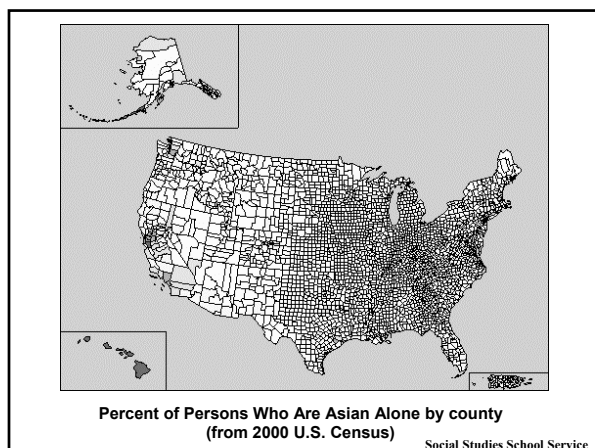 Percent of Persons Who Are Asian Alone by county
(from 2000 U.S. Census)
Social Studies School Service